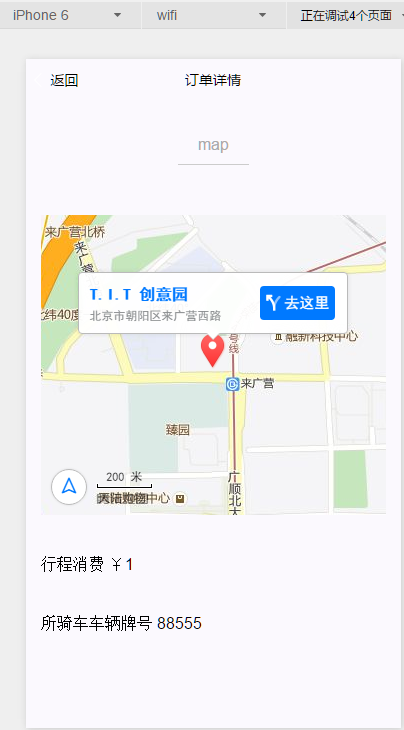 iPhone 6 wifi 正在调试4个页面
返回 订单详情
map
来广营北桥
来广营
北纬40度
T.I.T 创意园
北京市朝阳区来广营西路
去这里
号线
融新科技中心
来广营
臻园
200 米
天陆购物中心
广顺北大
行程消费 ￥1
所骑车车辆牌号 88555